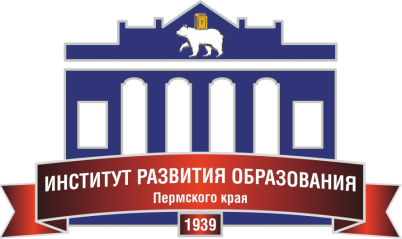 ИНСТИТУТ РАЗВИТИЯ ОБРАЗОВАНИЯ
Пермского края
1939